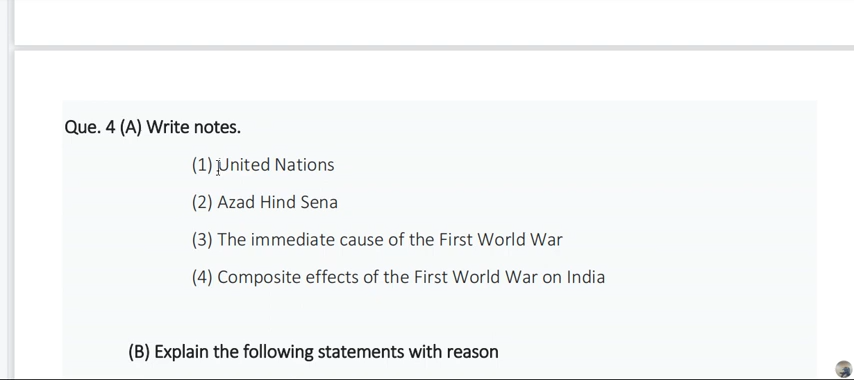 Que. 4 (A) Write notes.
(1) United Nations
(2) Azad Hind Sena
(3) The immediate cause of the First World War
(4) Composite effects of the First World War on India
(B) Explain the following statements with reason